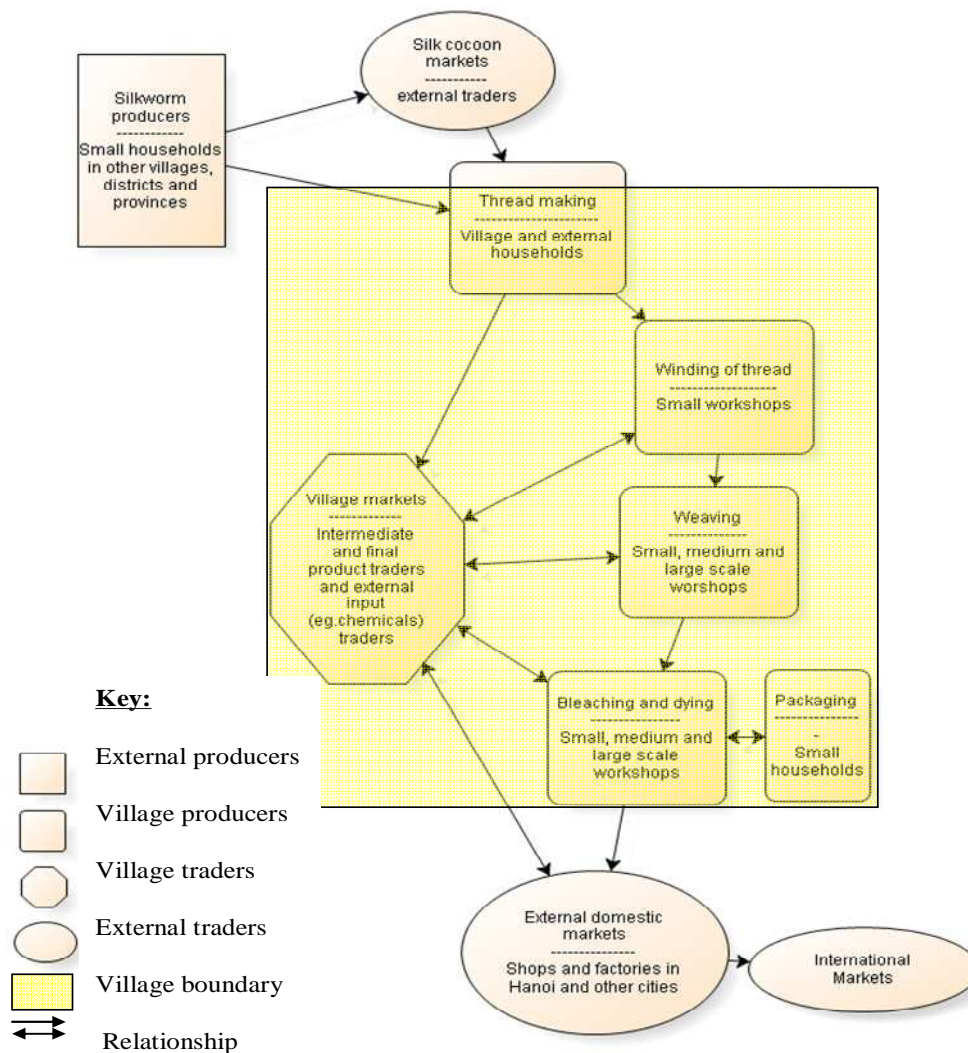 Silk cocoon
markets
-----------
external traders
Silkworm
producers
------------
Small households
in other villages,
districts and
provinces
Thread making
----------------------
Village and external
households
Winding of thread
-------------------
Small workshops
Village markets
-------------
Intermediate
and final
product traders
and external
input
(eg.chemicals)
traders
Weaving
-------------
Small, medium and
large scale
worshops
Bleaching and dying
----------------
Small, medium and
large scale
workshops
Packaging
---------------
-
Small
households
External domestic
markets
---------------
Shops and factories in
Hanoi and other cities
International
Markets
Key:
External producers
Village producers
Village traders
External traders
Village boundary
Relationship